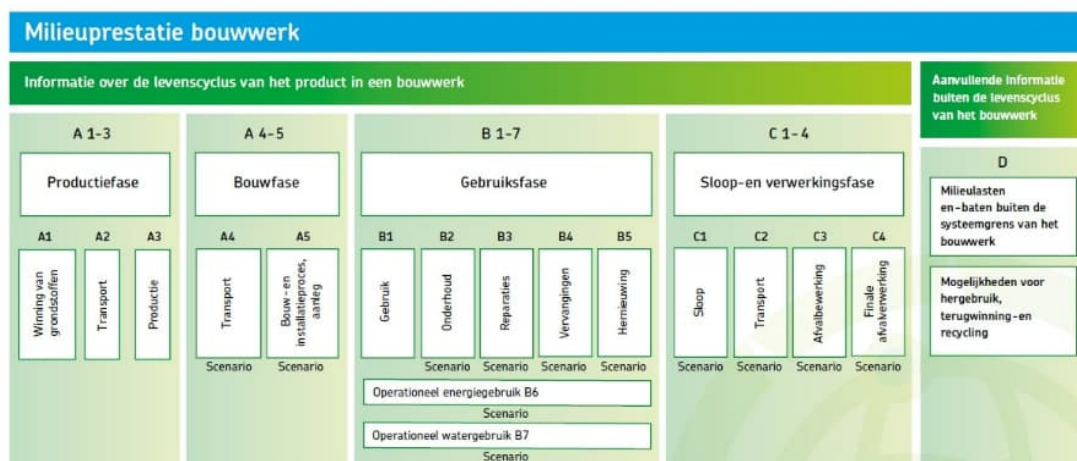 Milieuprestatie bouwwerk
Informatie over de levenscyclus van het product in een bouwwerk
Aanvullende informatie
buiten de levenscyclus
van het bouwwerk
A 1-3
Productiefase
A1
A2
A3
Winning van
grondstoffen
Transport
Productie
A 4-5
Bouwfase
A4
A5
Transport
Bouw- en
installatieproces,
aanleg
Scenario
Scenario
B 1-7
Gebruiksfase
B1
B2
B3
B4
B5
Gebruik
Onderhoud
Reparaties
Vervangingen
Hernieuwing
Scenario
Scenario
Scenario
Scenario
Operationeel energiegebruik B6
Scenario
Operationeel watergebruik B7
Scenario
C 1-4
Sloop-en verwerkingsfase
C1
C2
C3
C4
Sloop
Transport
Afvalbewerking
Finale
afvalverwerking
Scenario
Scenario
Scenario
Scenario
D
Milieulasten
en-baten buiten de
systeemgrens van het
bouwwerk
Mogelijkheden voor
hergebruik,
terugwinning-en
recycling